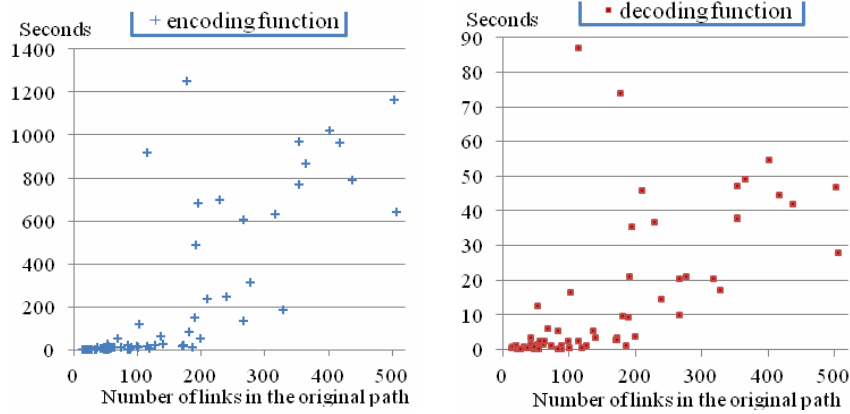 Seconds
encoding function
1400
1200
1000
800
600
400
200
0
0 100 200 300 400 500
Number of links in the original path
Seconds
decoding function
90
80
70
60
50
40
30
20
10
0
0 100 200 300 400 500
Number of links in the original path